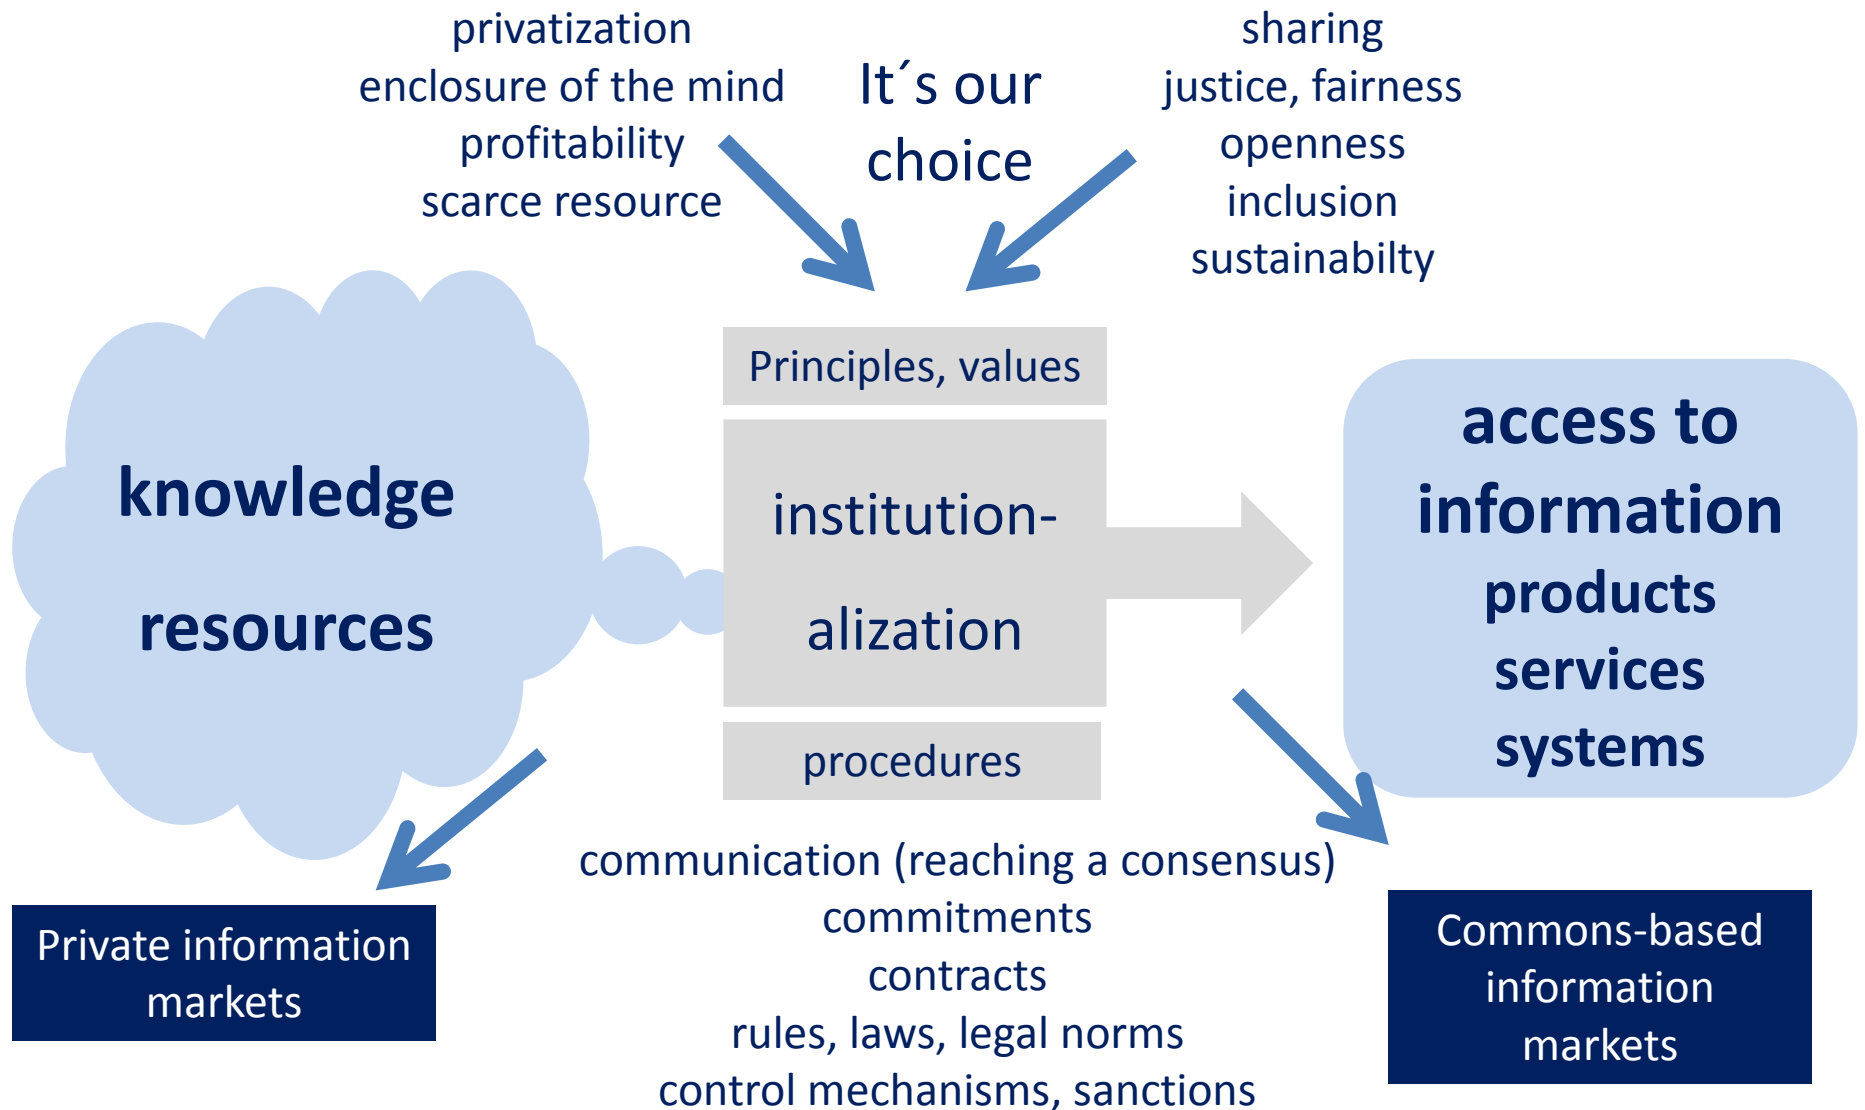 privatization
enclosure of the mind
profitability
scarce resource
It´s our
choice
sharing
justice, fairness
openness
inclusion
sustainabilty
Principles, values
knowledge
resources
institution-
alization
access to
information
products
services
systems
procedures
communication (reaching a consensus)
commitments
contracts
rules, laws, legal norms
control mechanisms, sanctions
Private information
markets
Commons-based
information
markets